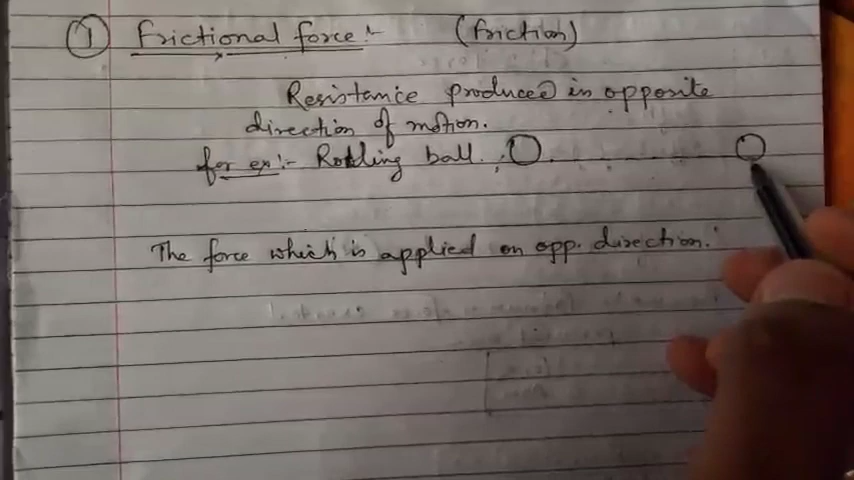 ① Frictional force :- (friction)
Resistance produced in opposite
direction of motion.
for ex :- Rolling ball.
The force which is applied on opp. direction.